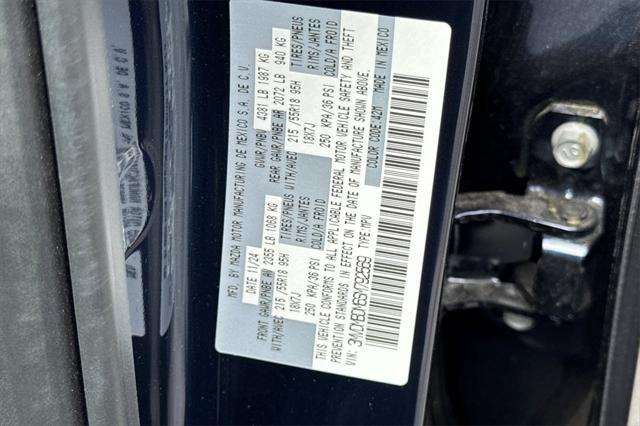 MFD. BY MAZDA MOTOR MANUFACTURING DE MEXICO S.A. DE C.V.
DATE 11/24 GVWR/PNBV 4381 LB 1987 KG
FRONT GAWR/PNBE AV 2355 LB 1068 KG REAR GAWR/PNBE AR 2072 LB 940 KG
WITH/AVEC 215 /55R18 95H TIRES/PNEUS WITH/AVEC 215 /55R18 95H TIRES/PNEUS
18X7J RIMS/JANTES 18X7J RIMS/JANTES
250 KPA/36 PSI COLD/A FROID 250 KPA/36 PSI COLD/A FROID
THIS VEHICLE CONFORMS TO ALL APPLICABLE FEDERAL MOTOR VEHICLE SAFETY AND THEFT
PREVENTION STANDARDS IN EFFECT ON THE DATE OF MANUFACTURE SHOWN ABOVE.
VIN: TYPE:MPV COLOR CODE:42M MADE IN MEXICO